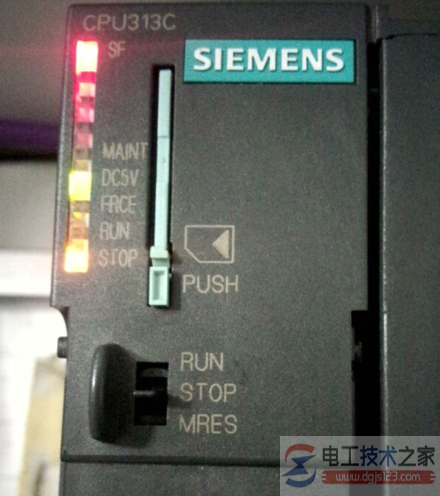 CPU313C
SF
SIEMENS
MAINT
DC5V
FRCE
RUN
STOP
PUSH
RUN
STOP
MRES
电工技术之家
www.dgjs123.com